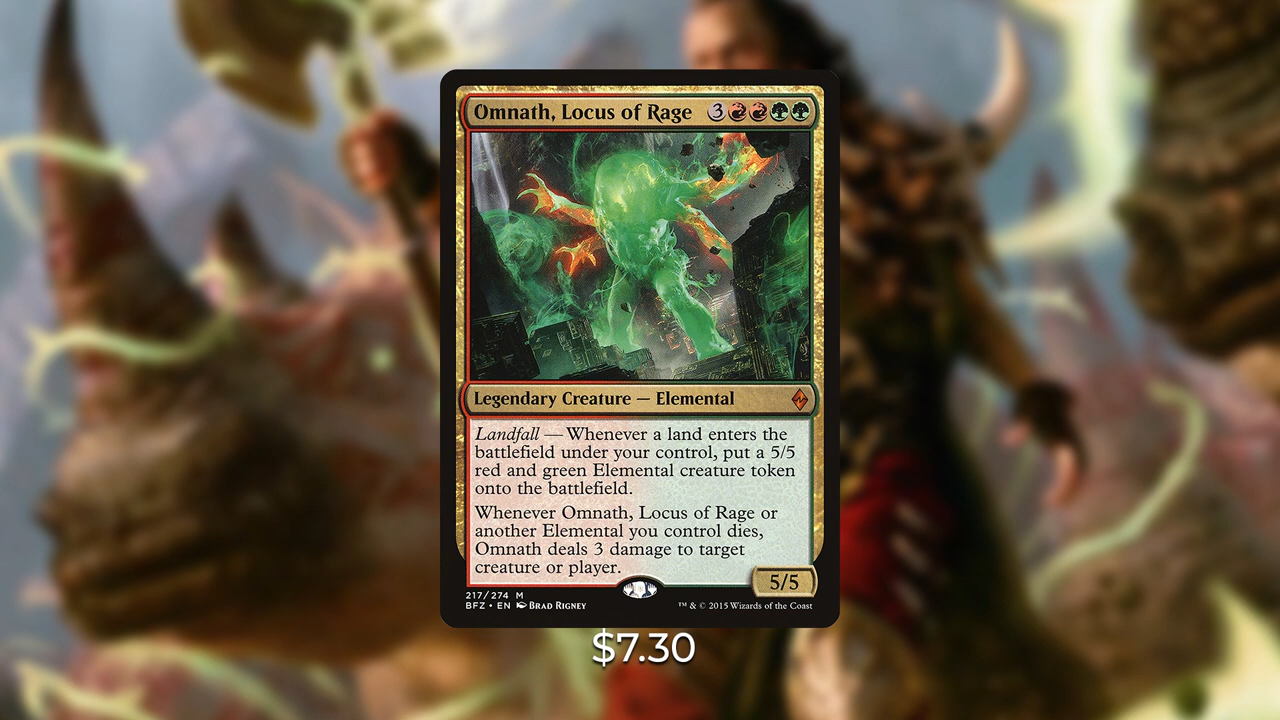 Omnath, Locus of Rage 3
Legendary Creature — Elemental
Landfall — Whenever a land enters the
battlefield under your control, put a 5/5
red and green Elemental creature token
onto the battlefield.
Whenever Omnath, Locus of Rage or
another Elemental you control dies,
Omnath deals 3 damage to target
creature or player.
5/5
217/274 M
BFZ • EN Brad Rigney
™ & © 2015 Wizards of the Coast
$7.30